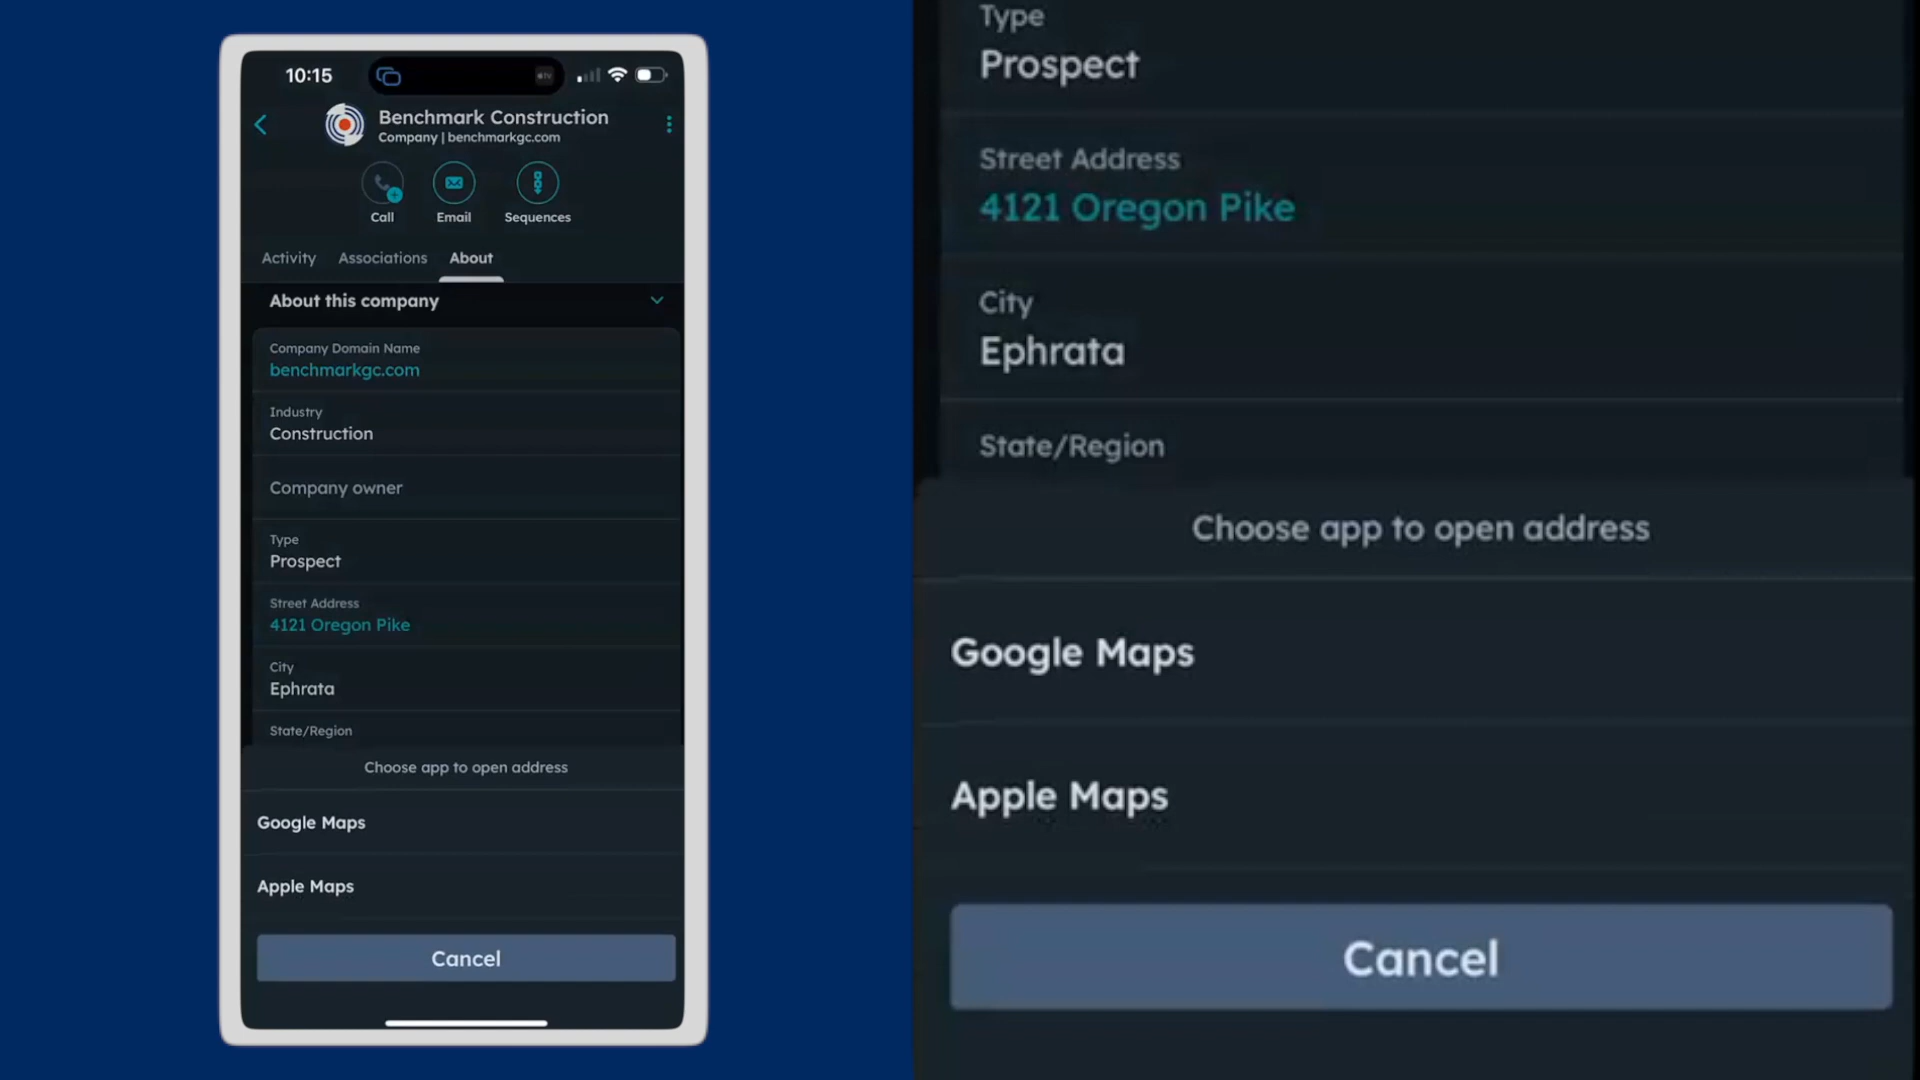 10:15
Benchmark Construction
Company | benchmarkgc.com
Call
Email
Sequences
Activity
Associations
About
About this company
Company Domain Name
benchmarkgc.com
Industry
Construction
Company owner
Type
Prospect
Street Address
4121 Oregon Pike
City
Ephrata
State/Region
Choose app to open address
Google Maps
Apple Maps
Cancel
Type
Prospect
Street Address
4121 Oregon Pike
City
Ephrata
State/Region
Choose app to open address
Google Maps
Apple Maps
Cancel